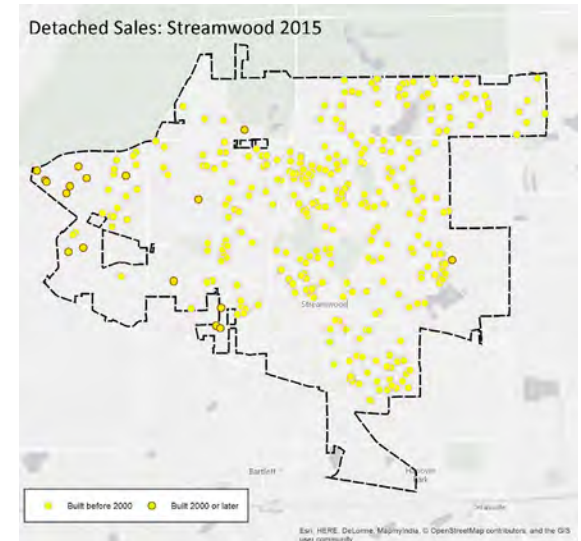 Detached Sales: Streamwood 2015
Streamwood
Bartlett
Hanover
Park
Built before 2000
Built 2000 or later
Esri, HERE, DeLorme, MapmyIndia, © OpenStreetMap contributors, and the GIS
user community